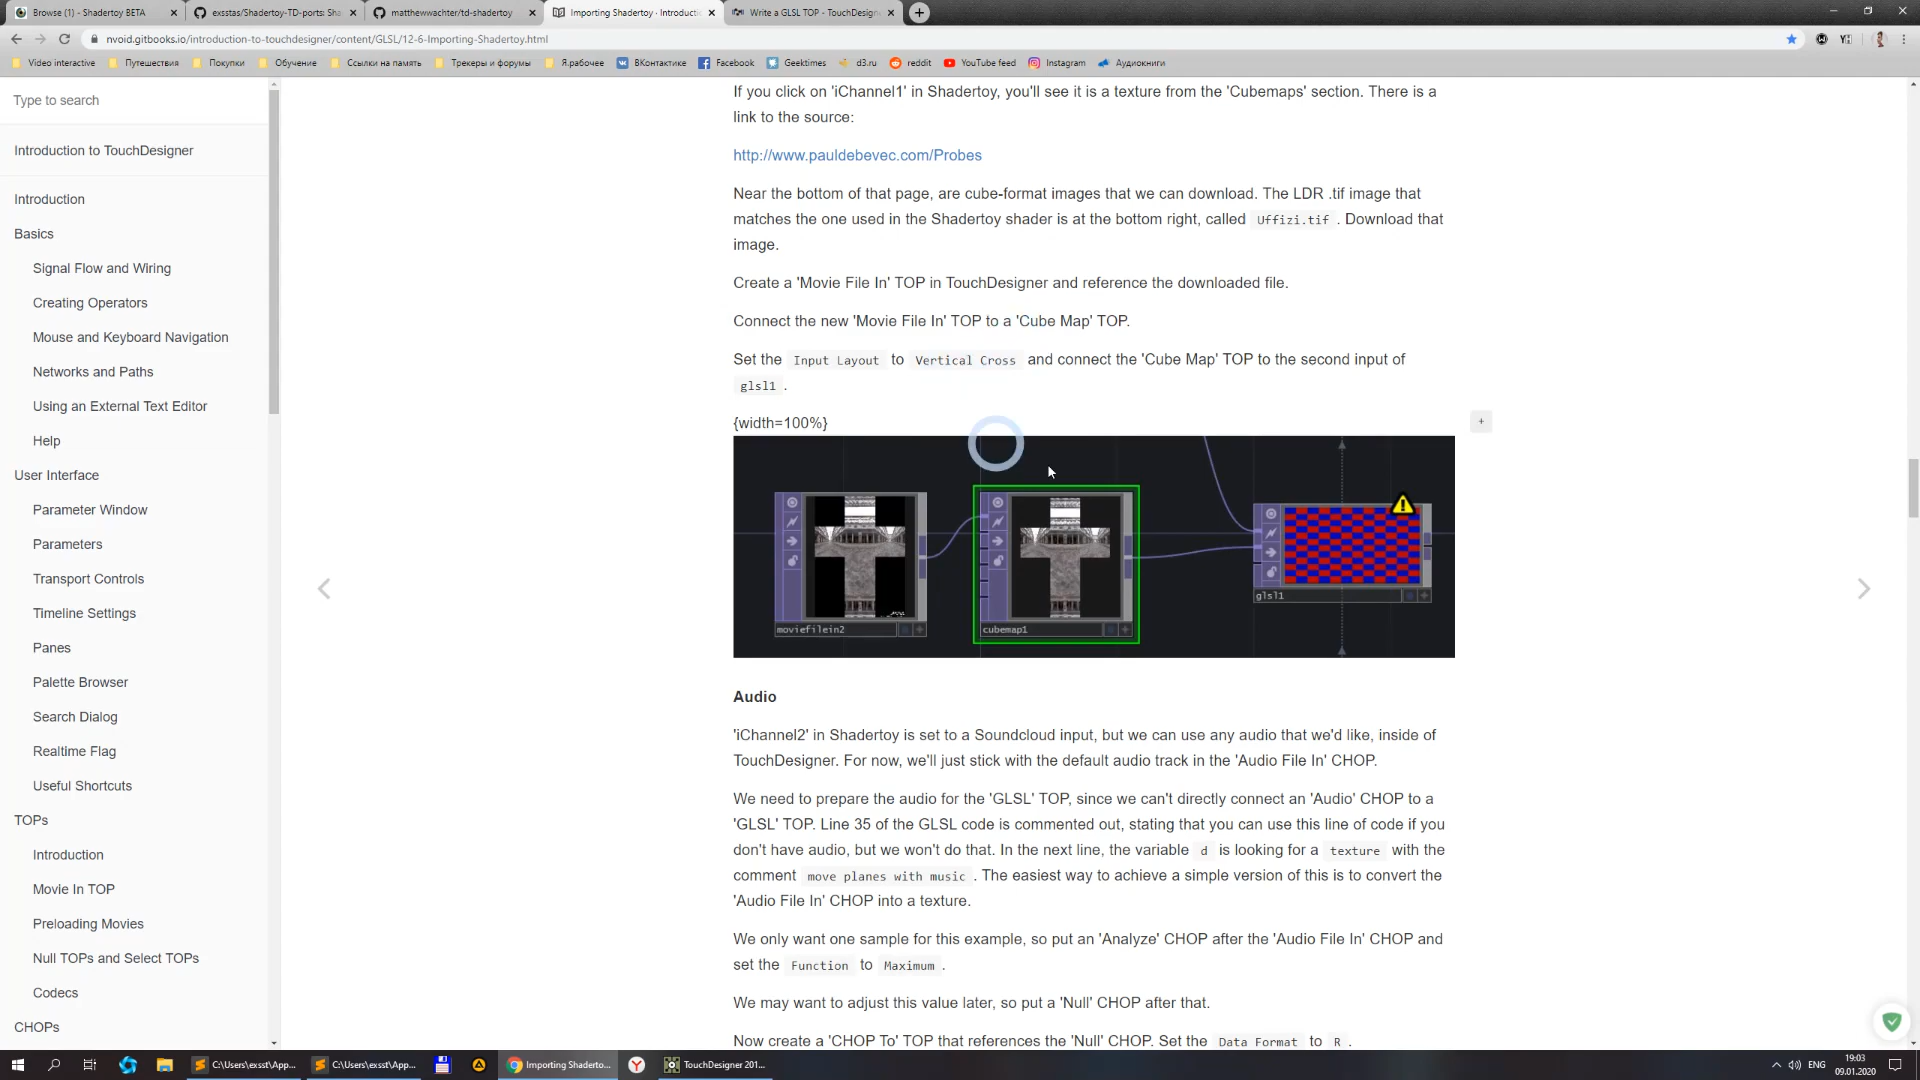 Browse (1) - Shadertoy BETA
exsstas/Shadertoy-TD-ports: Sha
matthewwachter/td-shadertoy
Importing Shadertoy · Introducti
Write a GLSL TOP - TouchDesign
nvoid.gitbooks.io/introduction-to-touchdesigner/content/GLSL/12-6-Importing-Shadertoy.html
Video interactive
Путешествия
Покупки
Обучение
Ссылки на память
Трекеры и форумы
Я.рабочее
ВКонтактике
Facebook
Geektimes
d3.ru
reddit
YouTube feed
Instagram
Аудиокниги
Type to search
Introduction to TouchDesigner
Introduction
Basics
Signal Flow and Wiring
Creating Operators
Mouse and Keyboard Navigation
Networks and Paths
Using an External Text Editor
Help
User Interface
Parameter Window
Parameters
Transport Controls
Timeline Settings
Panes
Palette Browser
Search Dialog
Realtime Flag
Useful Shortcuts
TOPs
Introduction
Movie In TOP
Preloading Movies
Null TOPs and Select TOPs
Codecs
CHOPs
If you click on 'iChannel1' in Shadertoy, you'll see it is a texture from the 'Cubemaps' section. There is a
link to the source:
http://www.pauldebevec.com/Probes
Near the bottom of that page, are cube-format images that we can download. The LDR .tif image that
matches the one used in the Shadertoy shader is at the bottom right, called Uffizi.tif . Download that
image.
Create a 'Movie File In' TOP in TouchDesigner and reference the downloaded file.
Connect the new 'Movie File In' TOP to a 'Cube Map' TOP.
Set the Input Layout to Vertical Cross and connect the 'Cube Map' TOP to the second input of
glsl1 .
{width=100%}
+
moviefilein2
cubemap1
glsl1
Audio
'iChannel2' in Shadertoy is set to a Soundcloud input, but we can use any audio that we'd like, inside of
TouchDesigner. For now, we'll just stick with the default audio track in the 'Audio File In' CHOP.
We need to prepare the audio for the 'GLSL' TOP, since we can't directly connect an 'Audio' CHOP to a
'GLSL' TOP. Line 35 of the GLSL code is commented out, stating that you can use this line of code if you
don't have audio, but we won't do that. In the next line, the variable d is looking for a texture with the
comment move planes with music . The easiest way to achieve a simple version of this is to convert the
'Audio File In' CHOP into a texture.
We only want one sample for this example, so put an 'Analyze' CHOP after the 'Audio File In' CHOP and
set the Function to Maximum .
We may want to adjust this value later, so put a 'Null' CHOP after that.
Now create a 'CHOP To' TOP that references the 'Null' CHOP. Set the Data Format to R .
C:\Users\exsst\App...
C:\Users\exsst\App...
Importing Shaderto...
TouchDesigner 201...
ENG
19:03
09.01.2020